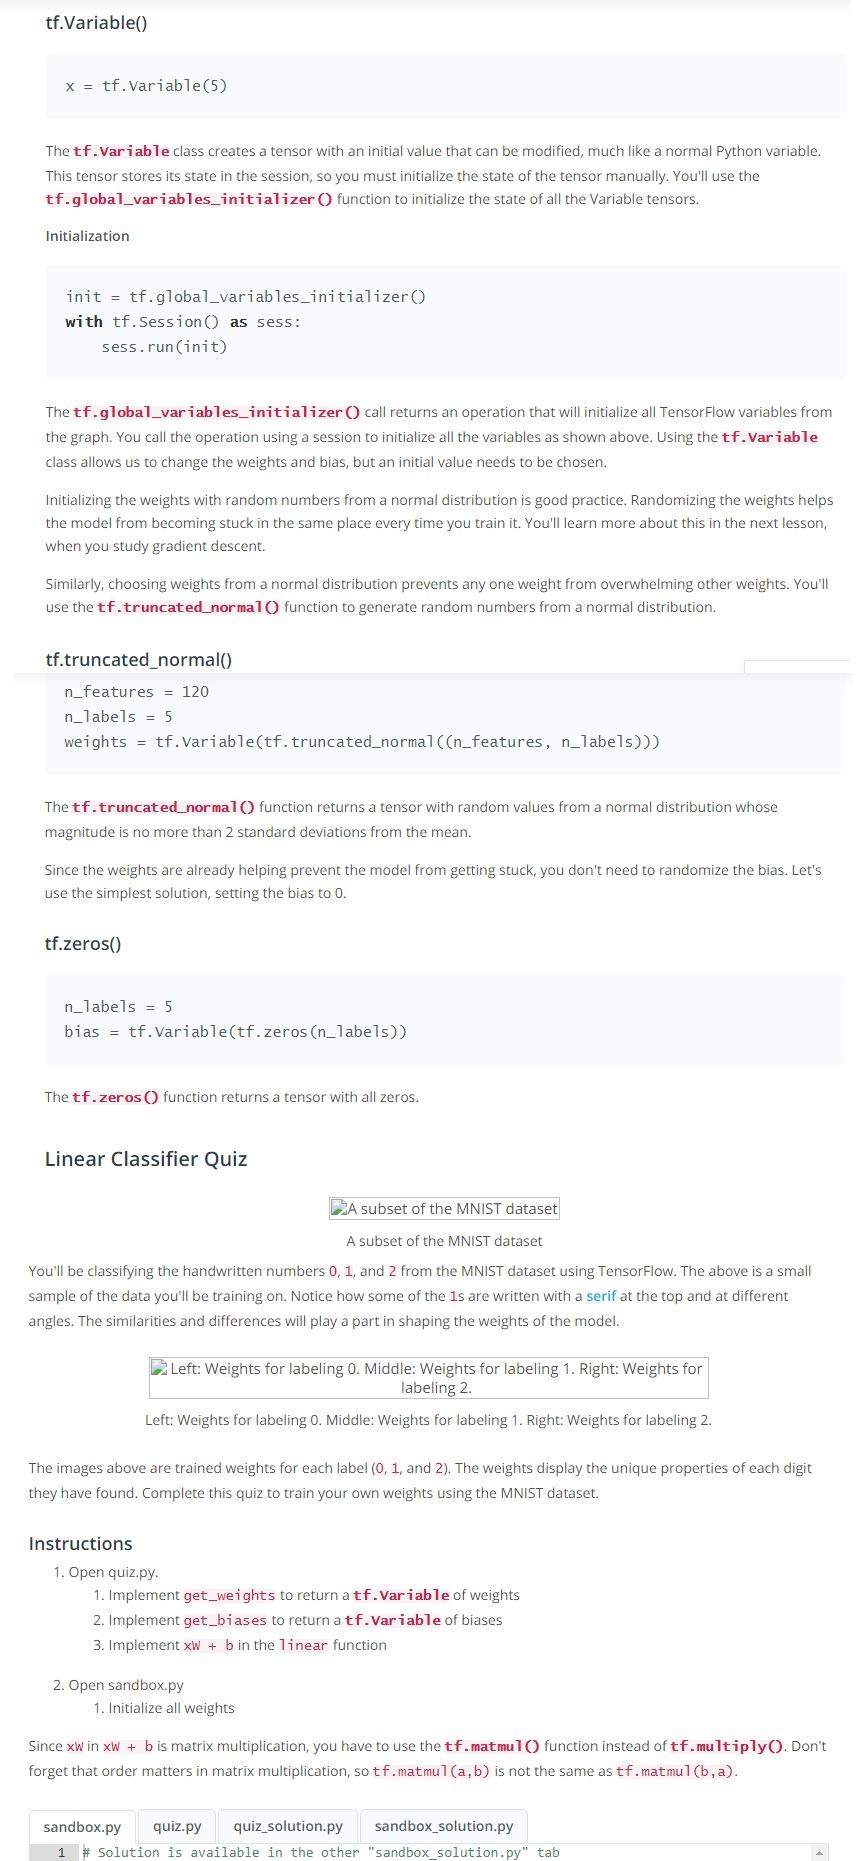 tf.Variable()
x = tf.Variable(5)
The tf.Variable class creates a tensor with an initial value that can be modified, much like a normal Python variable.
This tensor stores its state in the session, so you must initialize the state of the tensor manually. You'll use the
tf.global_variables_initializer() function to initialize the state of all the Variable tensors.
Initialization
init = tf.global_variables_initializer()
with tf.Session() as sess:
    sess.run(init)
The tf.global_variables_initializer() call returns an operation that will initialize all TensorFlow variables from
the graph. You call the operation using a session to initialize all the variables as shown above. Using the tf.Variable
class allows us to change the weights and bias, but an initial value needs to be chosen.
Initializing the weights with random numbers from a normal distribution is good practice. Randomizing the weights helps
the model from becoming stuck in the same place every time you train it. You'll learn more about this in the next lesson,
when you study gradient descent.
Similarly, choosing weights from a normal distribution prevents any one weight from overwhelming other weights. You'll
use the tf.truncated_normal() function to generate random numbers from a normal distribution.
tf.truncated_normal()
n_features = 120
n_labels = 5
weights = tf.Variable(tf.truncated_normal((n_features, n_labels)))
The tf.truncated_normal() function returns a tensor with random values from a normal distribution whose
magnitude is no more than 2 standard deviations from the mean.
Since the weights are already helping prevent the model from getting stuck, you don't need to randomize the bias. Let's
use the simplest solution, setting the bias to 0.
tf.zeros()
n_labels = 5
bias = tf.Variable(tf.zeros(n_labels))
The tf.zeros() function returns a tensor with all zeros.
Linear Classifier Quiz
A subset of the MNIST dataset
A subset of the MNIST dataset
You'll be classifying the handwritten numbers 0, 1, and 2 from the MNIST dataset using TensorFlow. The above is a small
sample of the data you'll be training on. Notice how some of the 1s are written with a serif at the top and at different
angles. The similarities and differences will play a part in shaping the weights of the model.
Left: Weights for labeling 0. Middle: Weights for labeling 1. Right: Weights for
labeling 2.
Left: Weights for labeling 0. Middle: Weights for labeling 1. Right: Weights for labeling 2.
The images above are trained weights for each label (0, 1, and 2). The weights display the unique properties of each digit
they have found. Complete this quiz to train your own weights using the MNIST dataset.
Instructions
1. Open quiz.py.
1. Implement get_weights to return a tf.Variable of weights
2. Implement get_biases to return a tf.Variable of biases
3. Implement xW + b in the linear function
2. Open sandbox.py
1. Initialize all weights
Since xW in xW + b is matrix multiplication, you have to use the tf.matmul() function instead of tf.multiply(). Don't
forget that order matters in matrix multiplication, so tf.matmul(a,b) is not the same as tf.matmul(b,a).
sandbox.py quiz.py quiz_solution.py sandbox_solution.py
1 # Solution is available in the other "sandbox_solution.py" tab